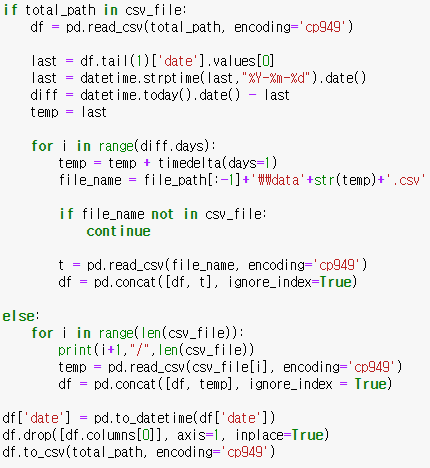 if total_path in csv_file:
    df = pd.read_csv(total_path, encoding='cp949')

    last = df.tail(1)['date'].values[0]
    last = datetime.strptime(last,"%Y-%m-%d").date()
    diff = datetime.today().date() - last
    temp = last

    for i in range(diff.days):
        temp = temp + timedelta(days=1)
        file_name = file_path[:-1]+'₩₩data'+str(temp)+'.csv'

        if file_name not in csv_file:
            continue

        t = pd.read_csv(file_name, encoding='cp949')
        df = pd.concat([df, t], ignore_index=True)

else:
    for i in range(len(csv_file)):
        print(i+1,"/",len(csv_file))
        temp = pd.read_csv(csv_file[i], encoding='cp949')
        df = pd.concat([df, temp], ignore_index = True)

df['date'] = pd.to_datetime(df['date'])
df.drop([df.columns[0]], axis=1, inplace=True)
df.to_csv(total_path, encoding='cp949')